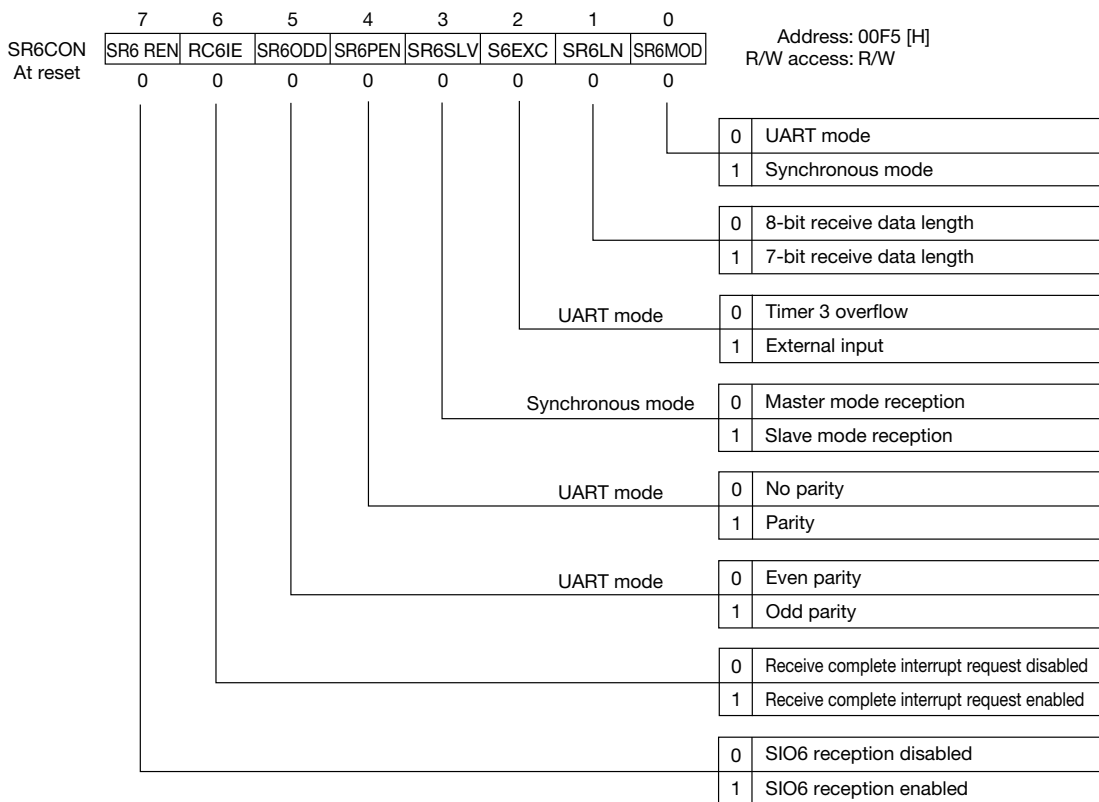 7 6 5 4 3 2 1 0
SR6CON SR6 REN RC6IE SR6ODD SR6PEN SR6SLV S6EXC SR6LN SR6MOD
At reset 0 0 0 0 0 0 0 0
Address: 00F5 [H]
R/W access: R/W
0 UART mode
1 Synchronous mode
0 8-bit receive data length
1 7-bit receive data length
UART mode 0 Timer 3 overflow
1 External input
Synchronous mode 0 Master mode reception
1 Slave mode reception
UART mode 0 No parity
1 Parity
UART mode 0 Even parity
1 Odd parity
0 Receive complete interrupt request disabled
1 Receive complete interrupt request enabled
0 SIO6 reception disabled
1 SIO6 reception enabled